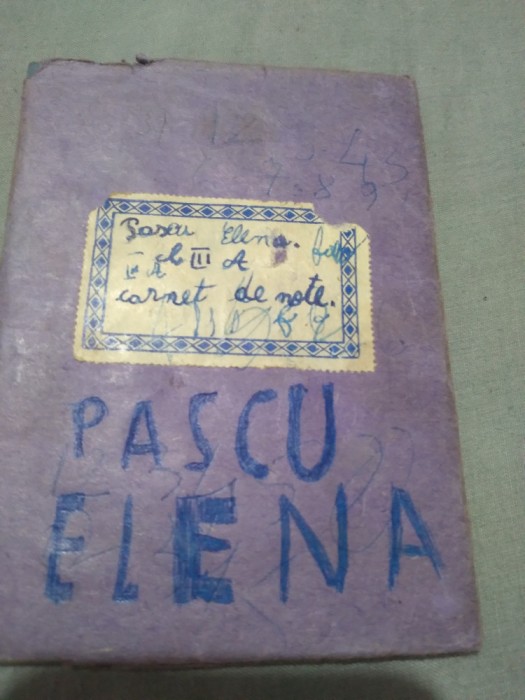 Pascu Elena.
cl. III A
carnet de note.
PASCU
ELENA